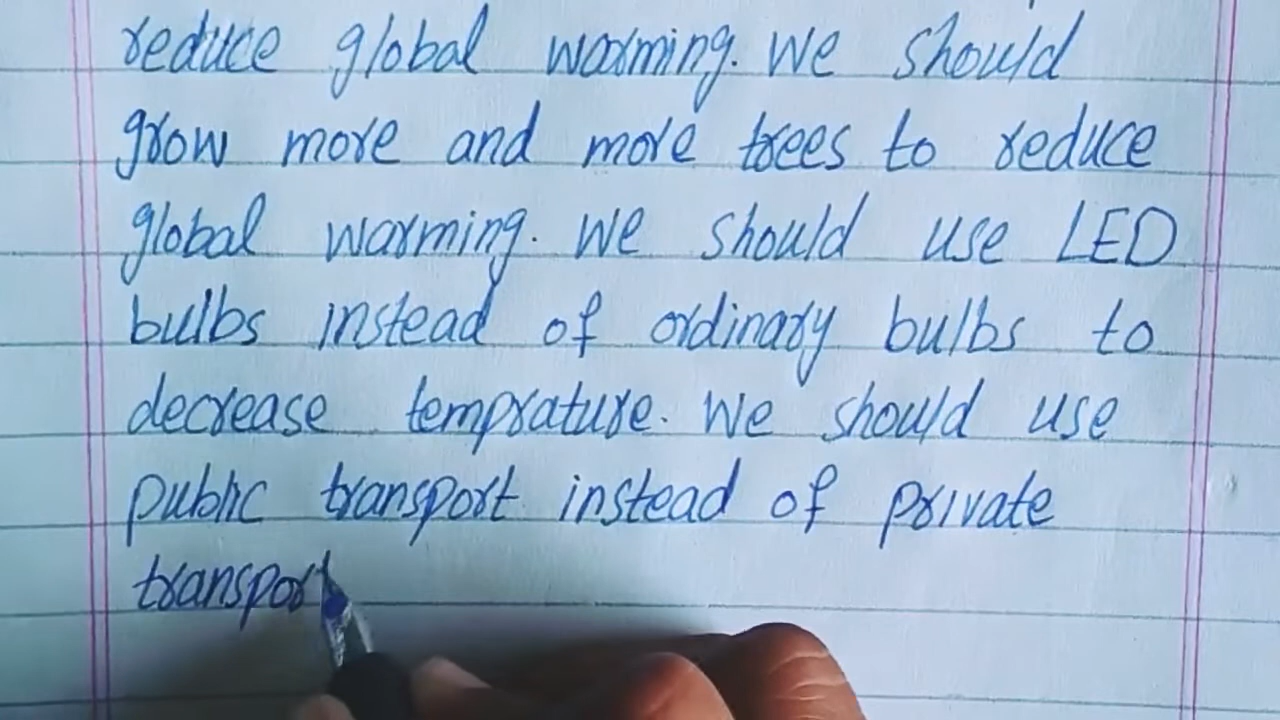 reduce global warming. We should
grow more and more trees to reduce
global warming. We should use LED
bulbs instead of ordinary bulbs to
decrease temprature. We should use
public transport instead of private
transport